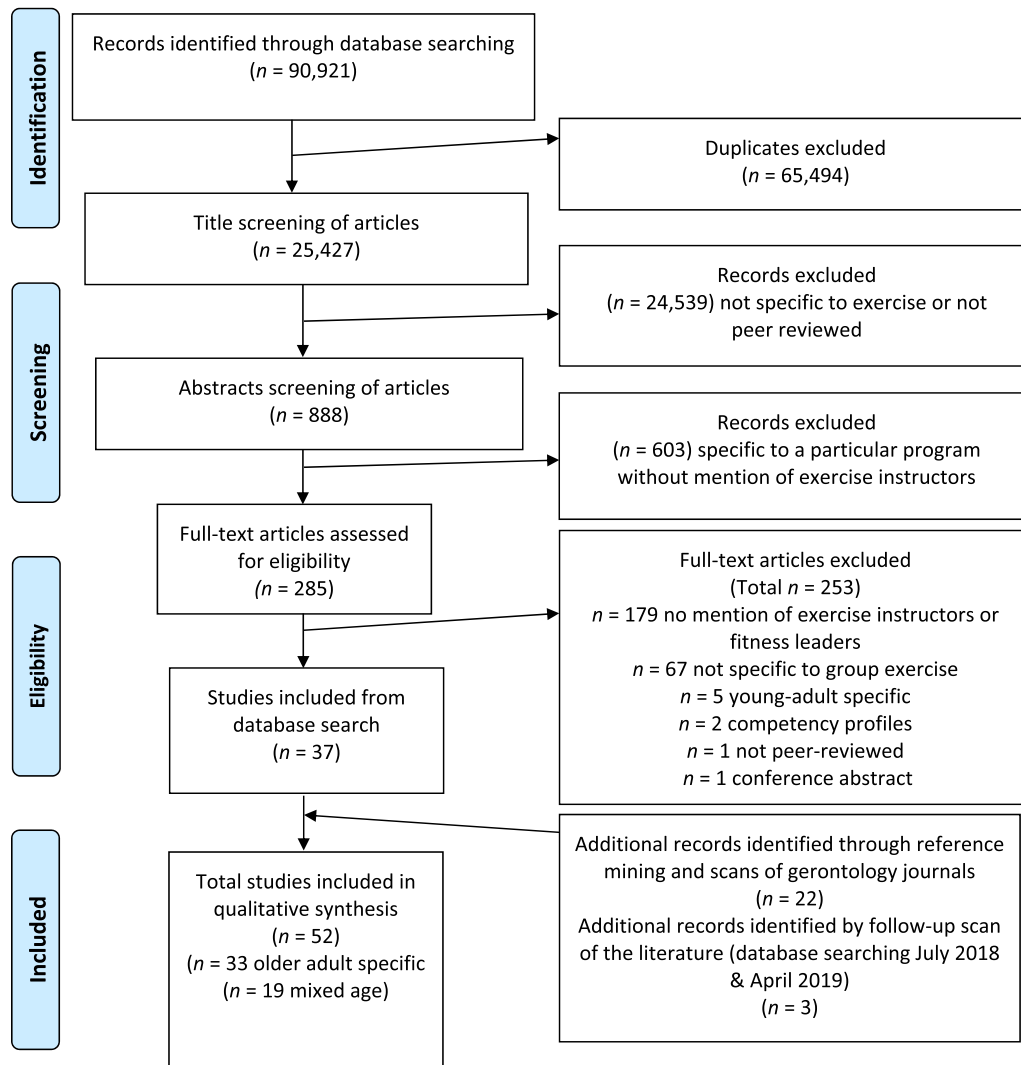 Identification
Records identified through database searching
(n = 90,921)
Duplicates excluded
(n = 65,494)
Title screening of articles
(n = 25,427)
Screening
Records excluded
(n = 24,539) not specific to exercise or not
peer reviewed
Abstracts screening of articles
(n = 888)
Records excluded
(n = 603) specific to a particular program
without mention of exercise instructors
Full-text articles assessed
for eligibility
(n = 285)
Eligibility
Full-text articles excluded
(Total n = 253)
n = 179 no mention of exercise instructors or
fitness leaders
n = 67 not specific to group exercise
n = 5 young-adult specific
n = 2 competency profiles
n = 1 not peer-reviewed
n = 1 conference abstract
Studies included from
database search
(n = 37)
Included
Additional records identified through reference
mining and scans of gerontology journals
(n = 22)
Additional records identified by follow-up scan
of the literature (database searching July 2018
& April 2019)
(n = 3)
Total studies included in
qualitative synthesis
(n = 52)
(n = 33 older adult specific
(n = 19 mixed age)